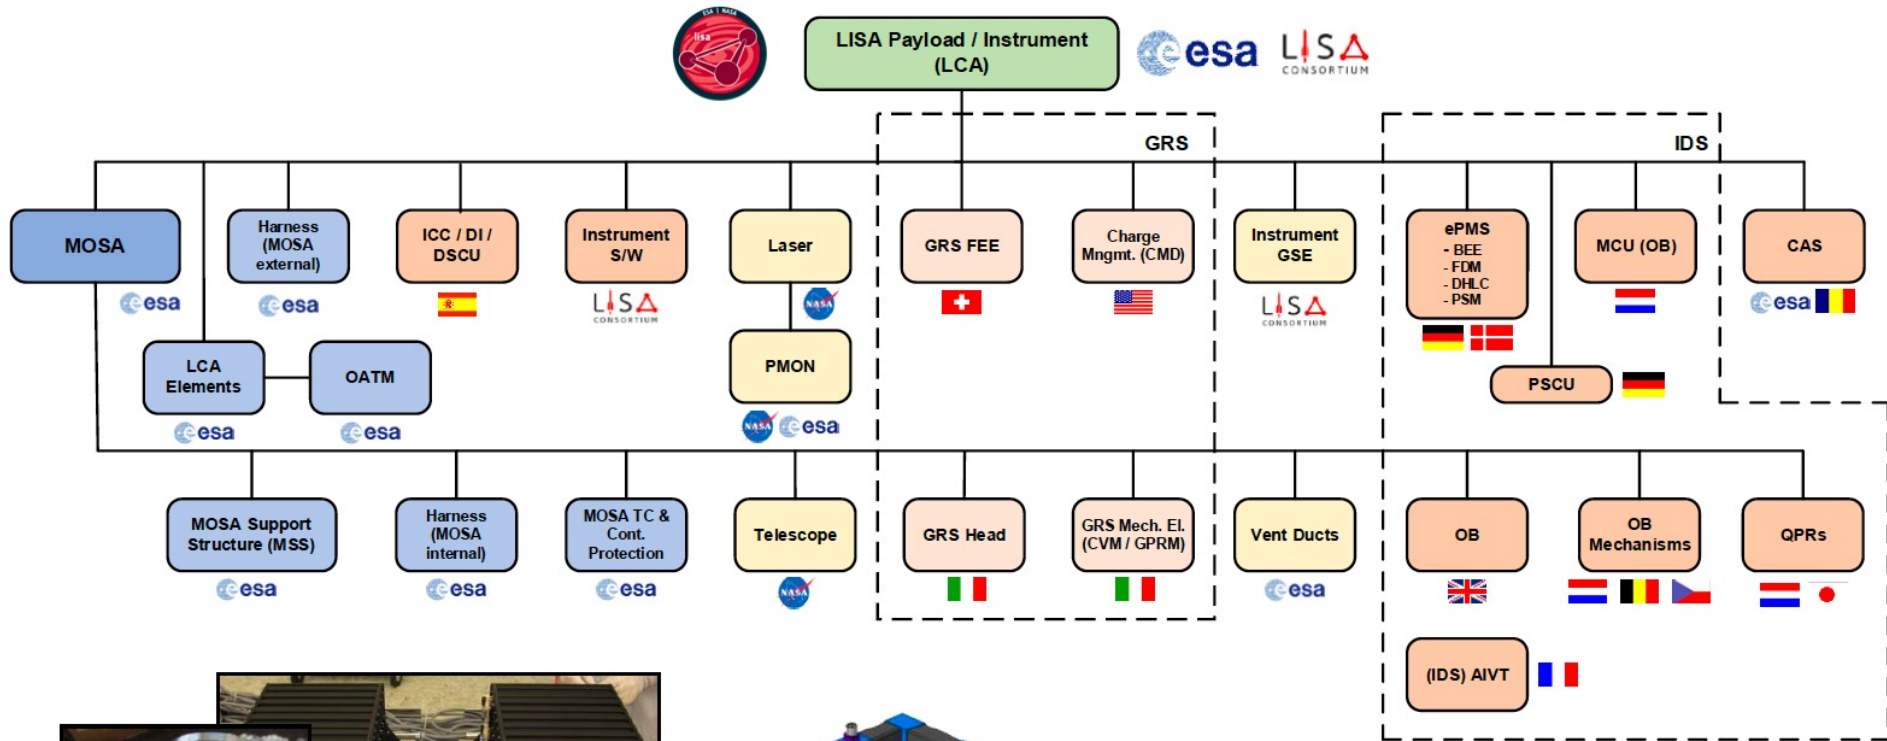 ESA | NASA
lisa
LISA Payload / Instrument
(LCA)
esa
LISA
CONSORTIUM
GRS
IDS
MOSA
esa
Harness
(MOSA
external)
esa
ICC / DI /
DSCU
Instrument
S/W
LISA
CONSORTIUM
Laser
NASA
GRS FEE
Charge
Mngmt. (CMD)
Instrument
GSE
LISA
CONSORTIUM
ePMS
- BEE
- FDM
- DHLC
- PSM
MCU (OB)
CAS
esa
LCA
Elements
esa
OATM
esa
PMON
NASA
esa
PSCU
MOSA Support
Structure (MSS)
esa
Harness
(MOSA
internal)
esa
MOSA TC &
Cont.
Protection
esa
Telescope
NASA
GRS Head
GRS Mech. El.
(CVM / GPRM)
Vent Ducts
esa
OB
OB
Mechanisms
QPRs
(IDS) AIVT